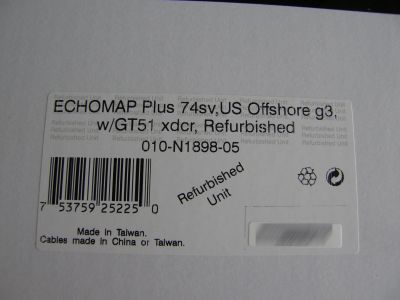 ECHOMAP Plus 74sv,US Offshore g3,
w/GT51 xdcr, Refurbished
010-N1898-05
Refurbished
Unit
7 53759 25225 0
Made in Taiwan.
Cables made in China or Taiwan.